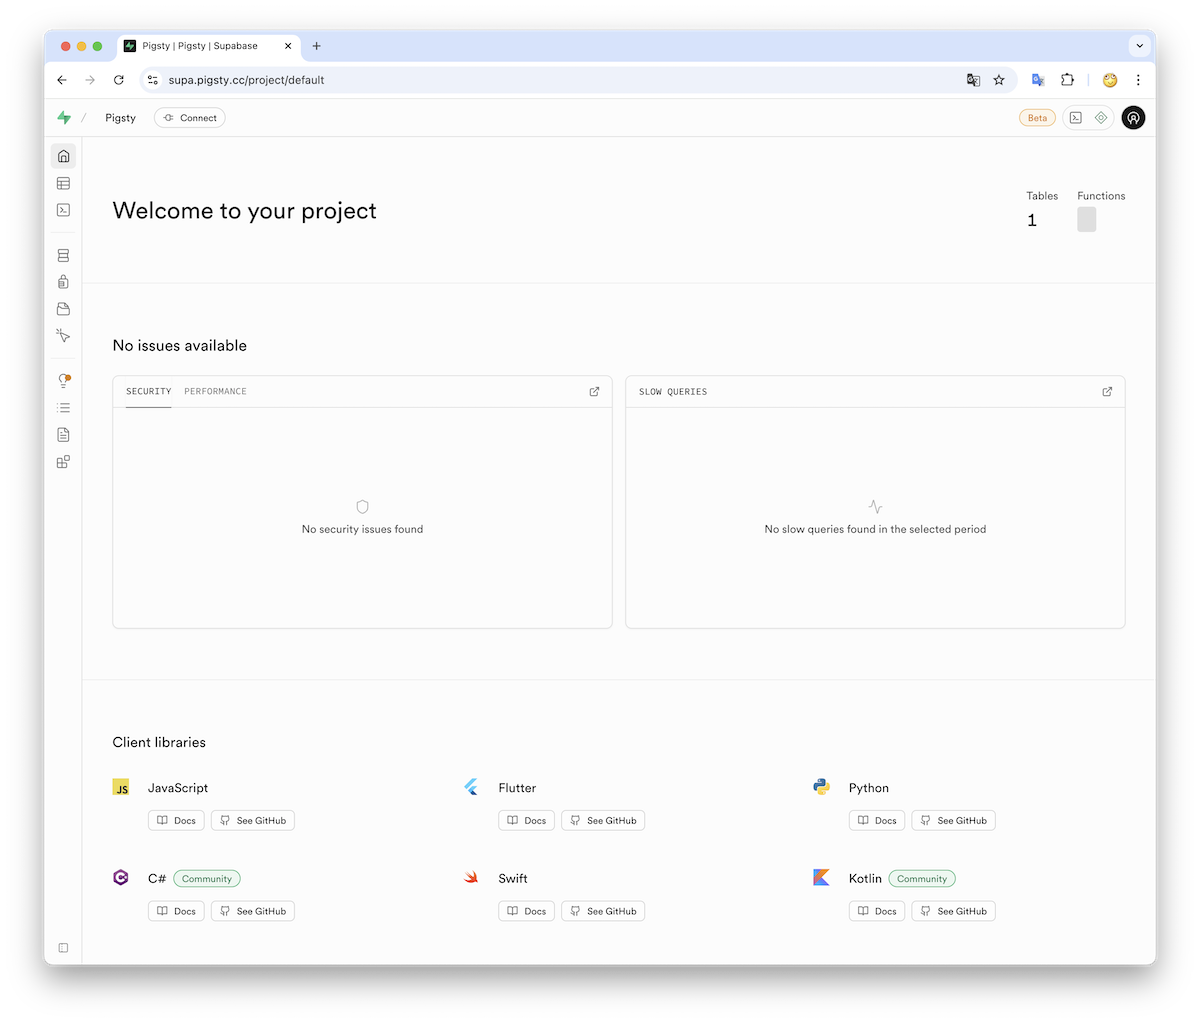 Pigsty | Pigsty | Supabase
supa.pigsty.cc/project/default
Pigsty
Connect
Beta
Welcome to your project
Tables
Functions
1
No issues available
SECURITY
PERFORMANCE
SLOW QUERIES
No security issues found
No slow queries found in the selected period
Client libraries
JS
JavaScript
Flutter
Python
Docs
See GitHub
Docs
See GitHub
Docs
See GitHub
C#
Community
Swift
Kotlin
Community
Docs
See GitHub
Docs
See GitHub
Docs
See GitHub